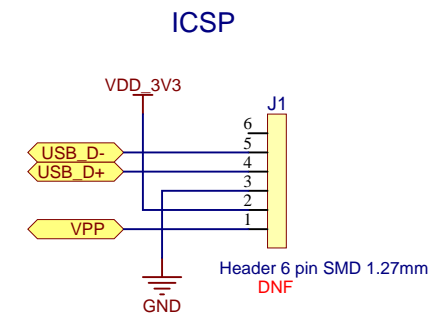 ICSP
VDD_3V3
J1
6
USB_D- 5
USB_D+ 4
3
2
VPP 1
Header 6 pin SMD 1.27mm
DNF
GND